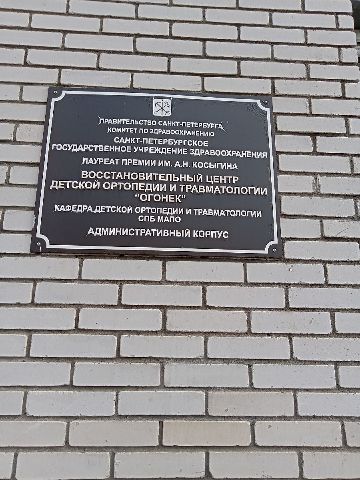 ПРАВИТЕЛЬСТВО САНКТ-ПЕТЕРБУРГА
КОМИТЕТ ПО ЗДРАВООХРАНЕНИЮ
САНКТ-ПЕТЕРБУРГСКОЕ
ГОСУДАРСТВЕННОЕ УЧРЕЖДЕНИЕ ЗДРАВООХРАНЕНИЯ
ЛАУРЕАТ ПРЕМИИ ИМ. А.Н. КОСЫГИНА
ВОССТАНОВИТЕЛЬНЫЙ ЦЕНТР
ДЕТСКОЙ ОРТОПЕДИИ И ТРАВМАТОЛОГИИ
"ОГОНЕК"
КАФЕДРА ДЕТСКОЙ ОРТОПЕДИИ И ТРАВМАТОЛОГИИ
СПБ МАПО
АДМИНИСТРАТИВНЫЙ КОРПУС